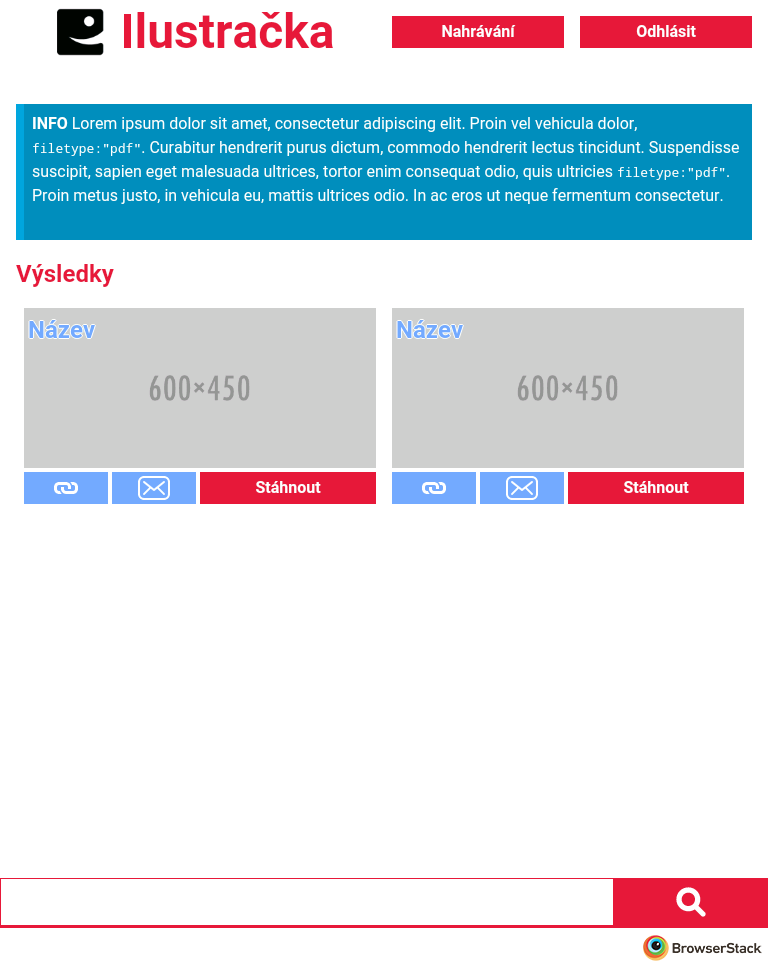 Ilustračka
Nahrávání
Odhlásit
INFO Lorem ipsum dolor sit amet, consectetur adipiscing elit. Proin vel vehicula dolor,
filetype:"pdf". Curabitur hendrerit purus dictum, commodo hendrerit lectus tincidunt. Suspendisse
suscipit, sapien eget malesuada ultrices, tortor enim consequat odio, quis ultricies filetype:"pdf".
Proin metus justo, in vehicula eu, mattis ultrices odio. In ac eros ut neque fermentum consectetur.
Výsledky
Název
600×450
Stáhnout
Název
600×450
Stáhnout
BrowserStack